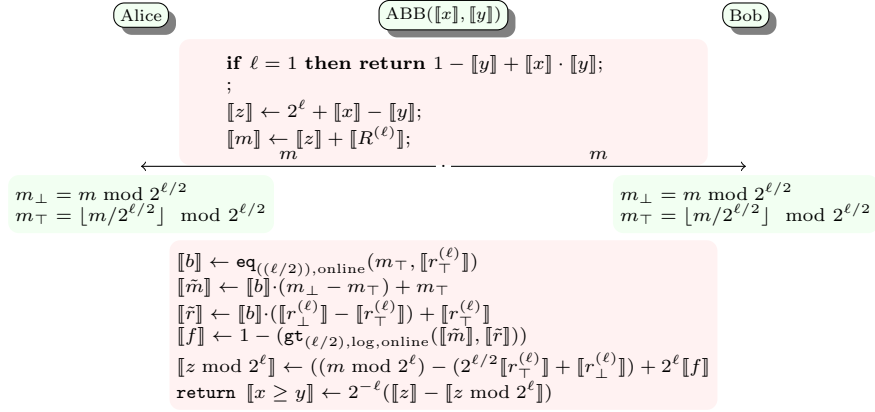 Alice ABB(⟦x⟧, ⟦y⟧) Bob
if ℓ = 1 then return 1 − ⟦y⟧ + ⟦x⟧ · ⟦y⟧;
;
⟦z⟧ ← 2^ℓ + ⟦x⟧ − ⟦y⟧;
⟦m⟧ ← ⟦z⟧ + ⟦R^(ℓ)⟧;
m · m
m_⊥ = m mod 2^{ℓ/2} m_⊥ = m mod 2^{ℓ/2}
m_⊤ = ⌊m/2^{ℓ/2}⌋ mod 2^{ℓ/2} m_⊤ = ⌊m/2^{ℓ/2}⌋ mod 2^{ℓ/2}
⟦b⟧ ← eq_{((ℓ/2)),online}(m_⊤, ⟦r_⊤^{(ℓ)}⟧)
⟦m̃⟧ ← ⟦b⟧·(m_⊥ − m_⊤) + m_⊤
⟦r̃⟧ ← ⟦b⟧·(⟦r_⊥^{(ℓ)}⟧ − ⟦r_⊤^{(ℓ)}⟧) + ⟦r_⊤^{(ℓ)}⟧
⟦f⟧ ← 1 − (gt_{(ℓ/2),log,online}(⟦m̃⟧, ⟦r̃⟧))
⟦z mod 2^ℓ⟧ ← ((m mod 2^ℓ) − (2^{ℓ/2}⟦r_⊤^{(ℓ)}⟧ + ⟦r_⊥^{(ℓ)}⟧) + 2^ℓ⟦f⟧
return ⟦x ≥ y⟧ ← 2^{−ℓ}(⟦z⟧ − ⟦z mod 2^ℓ⟧)